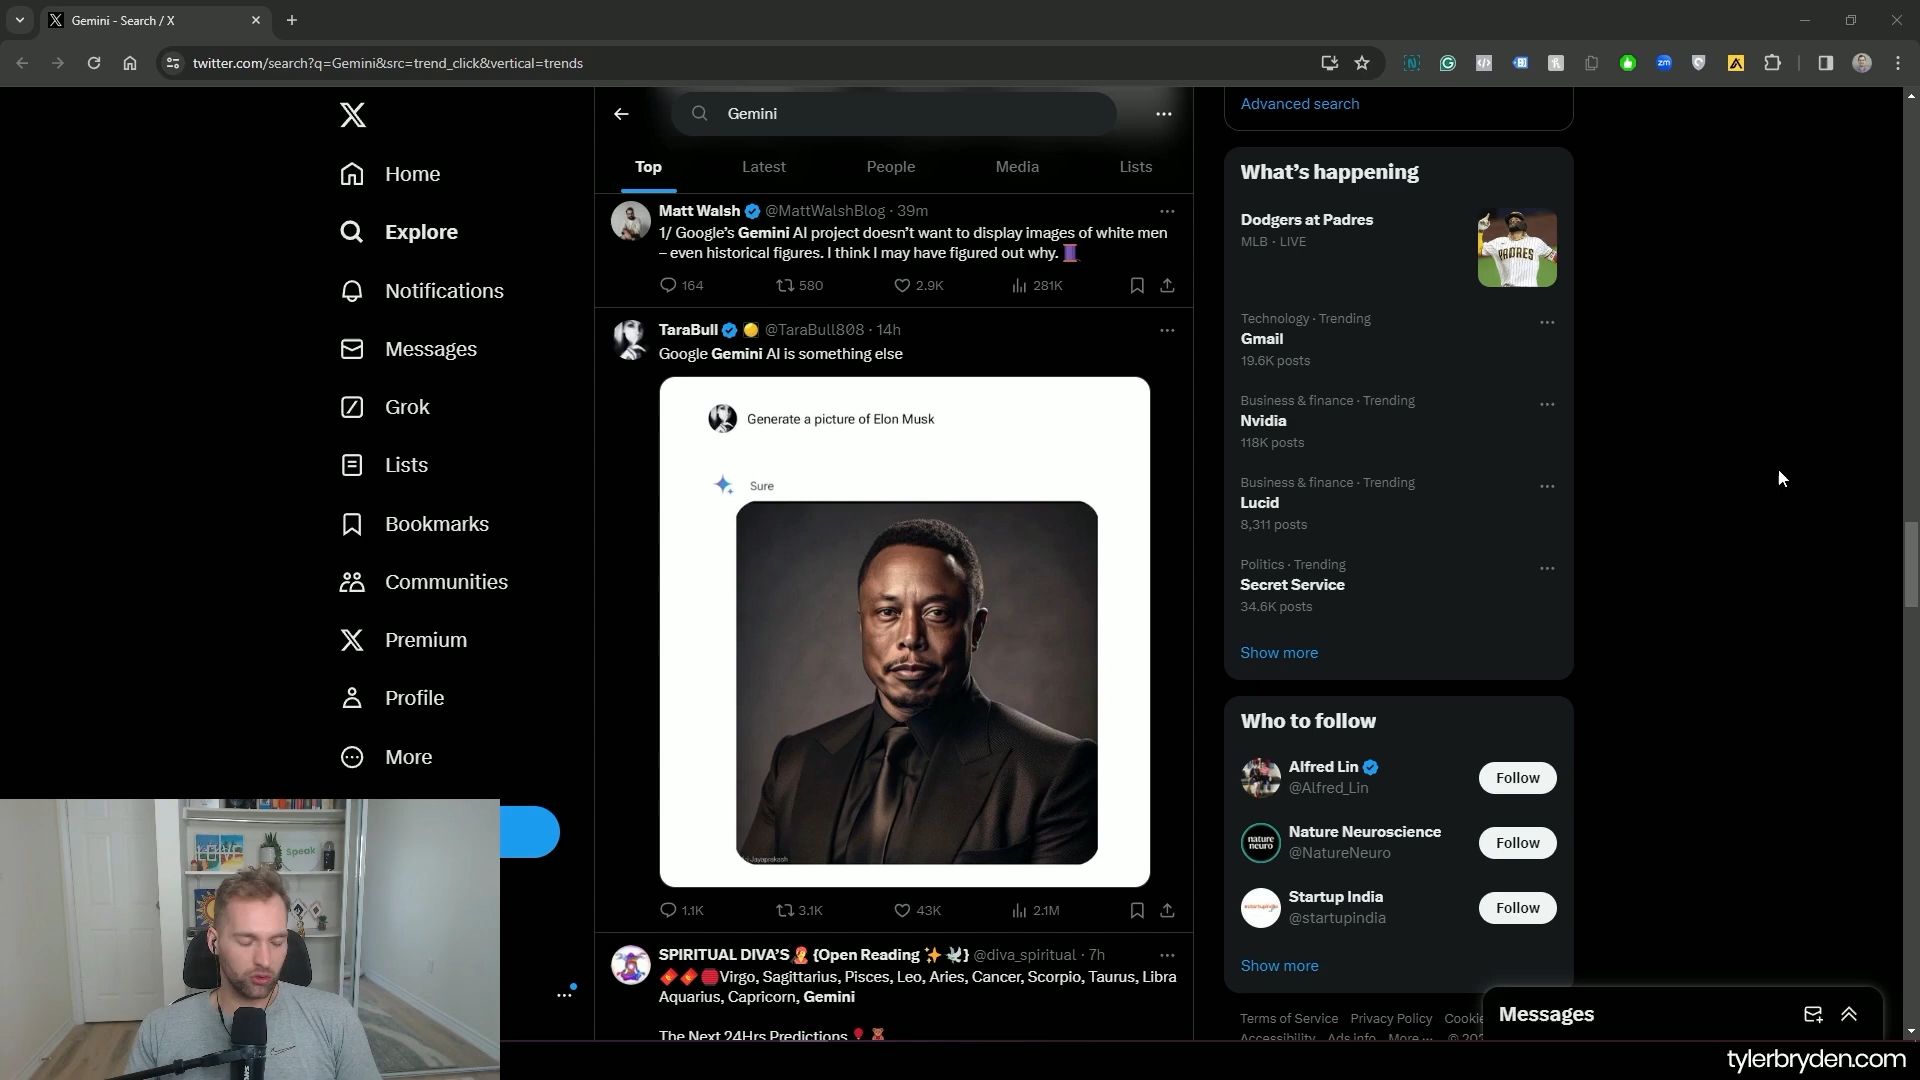 Gemini - Search / X
twitter.com/search?q=Gemini&src=trend_click&vertical=trends
Home
Explore
Notifications
Messages
Grok
Lists
Bookmarks
Communities
Premium
Profile
More
Gemini
Top
Latest
People
Media
Lists
Matt Walsh @MattWalshBlog · 39m
1/ Google's Gemini AI project doesn't want to display images of white men
– even historical figures. I think I may have figured out why. 🧵
164
580
2.9K
281K
TaraBull @TaraBull808 · 14h
Google Gemini AI is something else
Generate a picture of Elon Musk
Sure
1.1K
3.1K
43K
2.1M
SPIRITUAL DIVA'S {Open Reading ✨🕊️} @diva_spiritual · 7h
Virgo, Sagittarius, Pisces, Leo, Aries, Cancer, Scorpio, Taurus, Libra
Aquarius, Capricorn, Gemini
The Next 24Hrs Predictions 🌹🧸
Advanced search
What's happening
Dodgers at Padres
MLB · LIVE
PADRES
Technology · Trending
Gmail
19.6K posts
Business & finance · Trending
Nvidia
118K posts
Business & finance · Trending
Lucid
8,311 posts
Politics · Trending
Secret Service
34.6K posts
Show more
Who to follow
Alfred Lin
@Alfred_Lin
Follow
nature
neuro
Nature Neuroscience
@NatureNeuro
Follow
Startup India
@startupindia
Follow
Show more
Terms of Service Privacy Policy
Accessibility Ads info More ...
Messages
Speak
tylerbryden.com